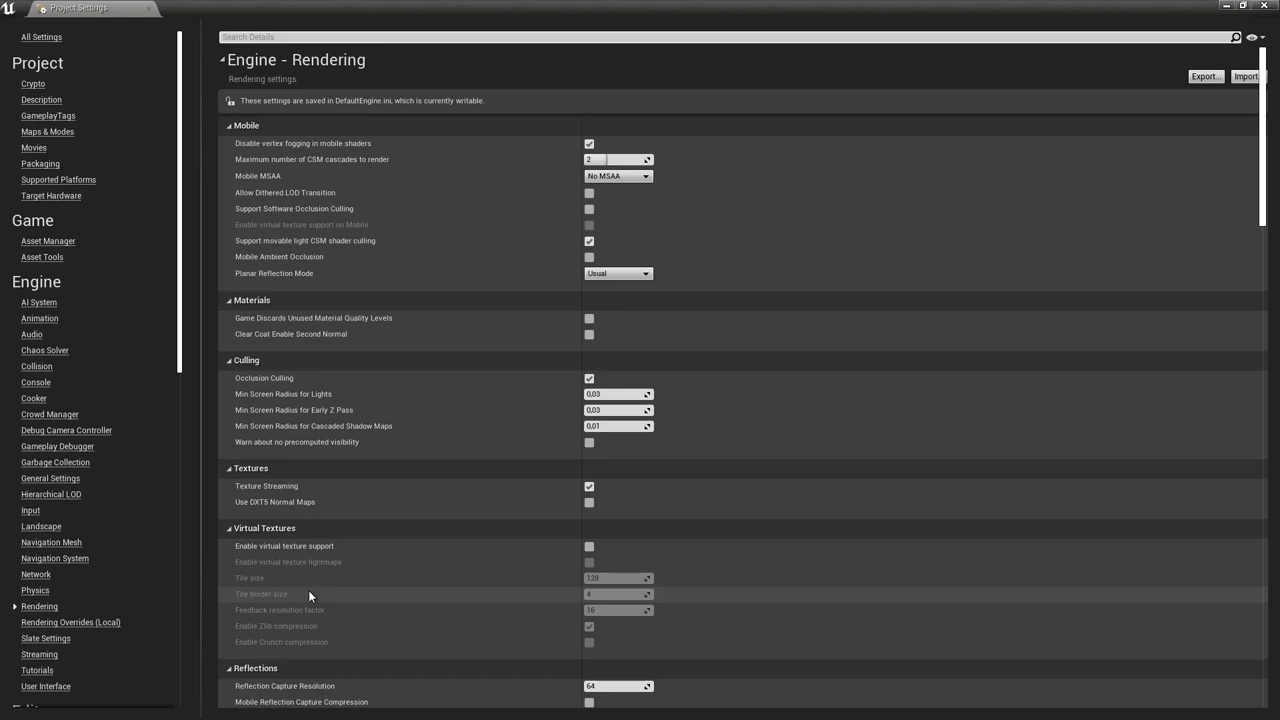 Project Settings
All Settings
Project
Crypto
Description
GameplayTags
Maps & Modes
Movies
Packaging
Supported Platforms
Target Hardware
Game
Asset Manager
Asset Tools
Engine
AI System
Animation
Audio
Chaos Solver
Collision
Console
Cooker
Crowd Manager
Debug Camera Controller
Gameplay Debugger
Garbage Collection
General Settings
Hierarchical LOD
Input
Landscape
Navigation Mesh
Navigation System
Network
Physics
Rendering
Rendering Overrides (Local)
Slate Settings
Streaming
Tutorials
User Interface
Search Details
Engine - Rendering
Rendering settings.
Export...
Import
These settings are saved in DefaultEngine.ini, which is currently writable.
Mobile
Disable vertex fogging in mobile shaders
Maximum number of CSM cascades to render 2
Mobile MSAA No MSAA
Allow Dithered LOD Transition
Support Software Occlusion Culling
Enable virtual texture support on Mobile
Support movable light CSM shader culling
Mobile Ambient Occlusion
Planar Reflection Mode Usual
Materials
Game Discards Unused Material Quality Levels
Clear Coat Enable Second Normal
Culling
Occlusion Culling
Min Screen Radius for Lights 0,03
Min Screen Radius for Early Z Pass 0,03
Min Screen Radius for Cascaded Shadow Maps 0,01
Warn about no precomputed visibility
Textures
Texture Streaming
Use DXT5 Normal Maps
Virtual Textures
Enable virtual texture support
Enable virtual texture lightmaps
Tile size 128
Tile border size 4
Feedback resolution factor 16
Enable Zlib compression
Enable Crunch compression
Reflections
Reflection Capture Resolution 64
Mobile Reflection Capture Compression